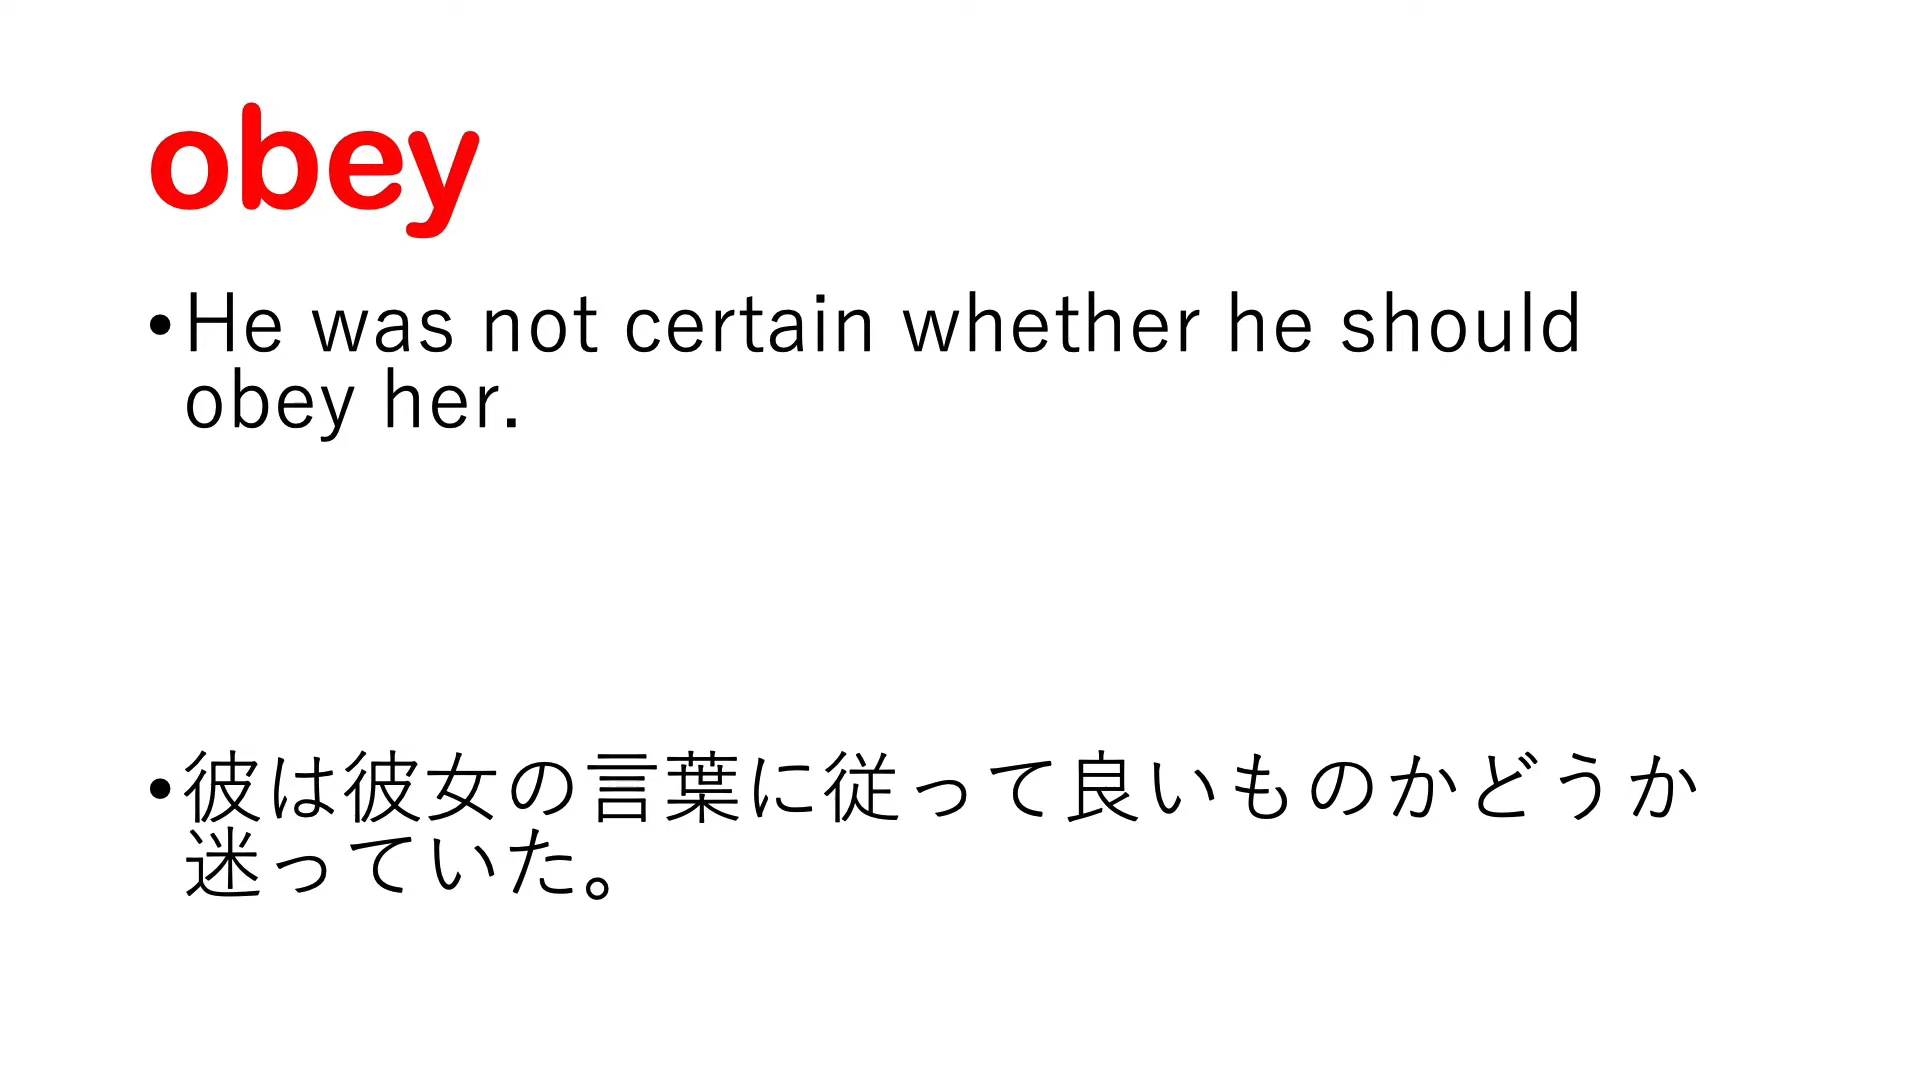 obey
•He was not certain whether he should
obey her.
•彼は彼女の言葉に従って良いものかどうか
迷っていた。